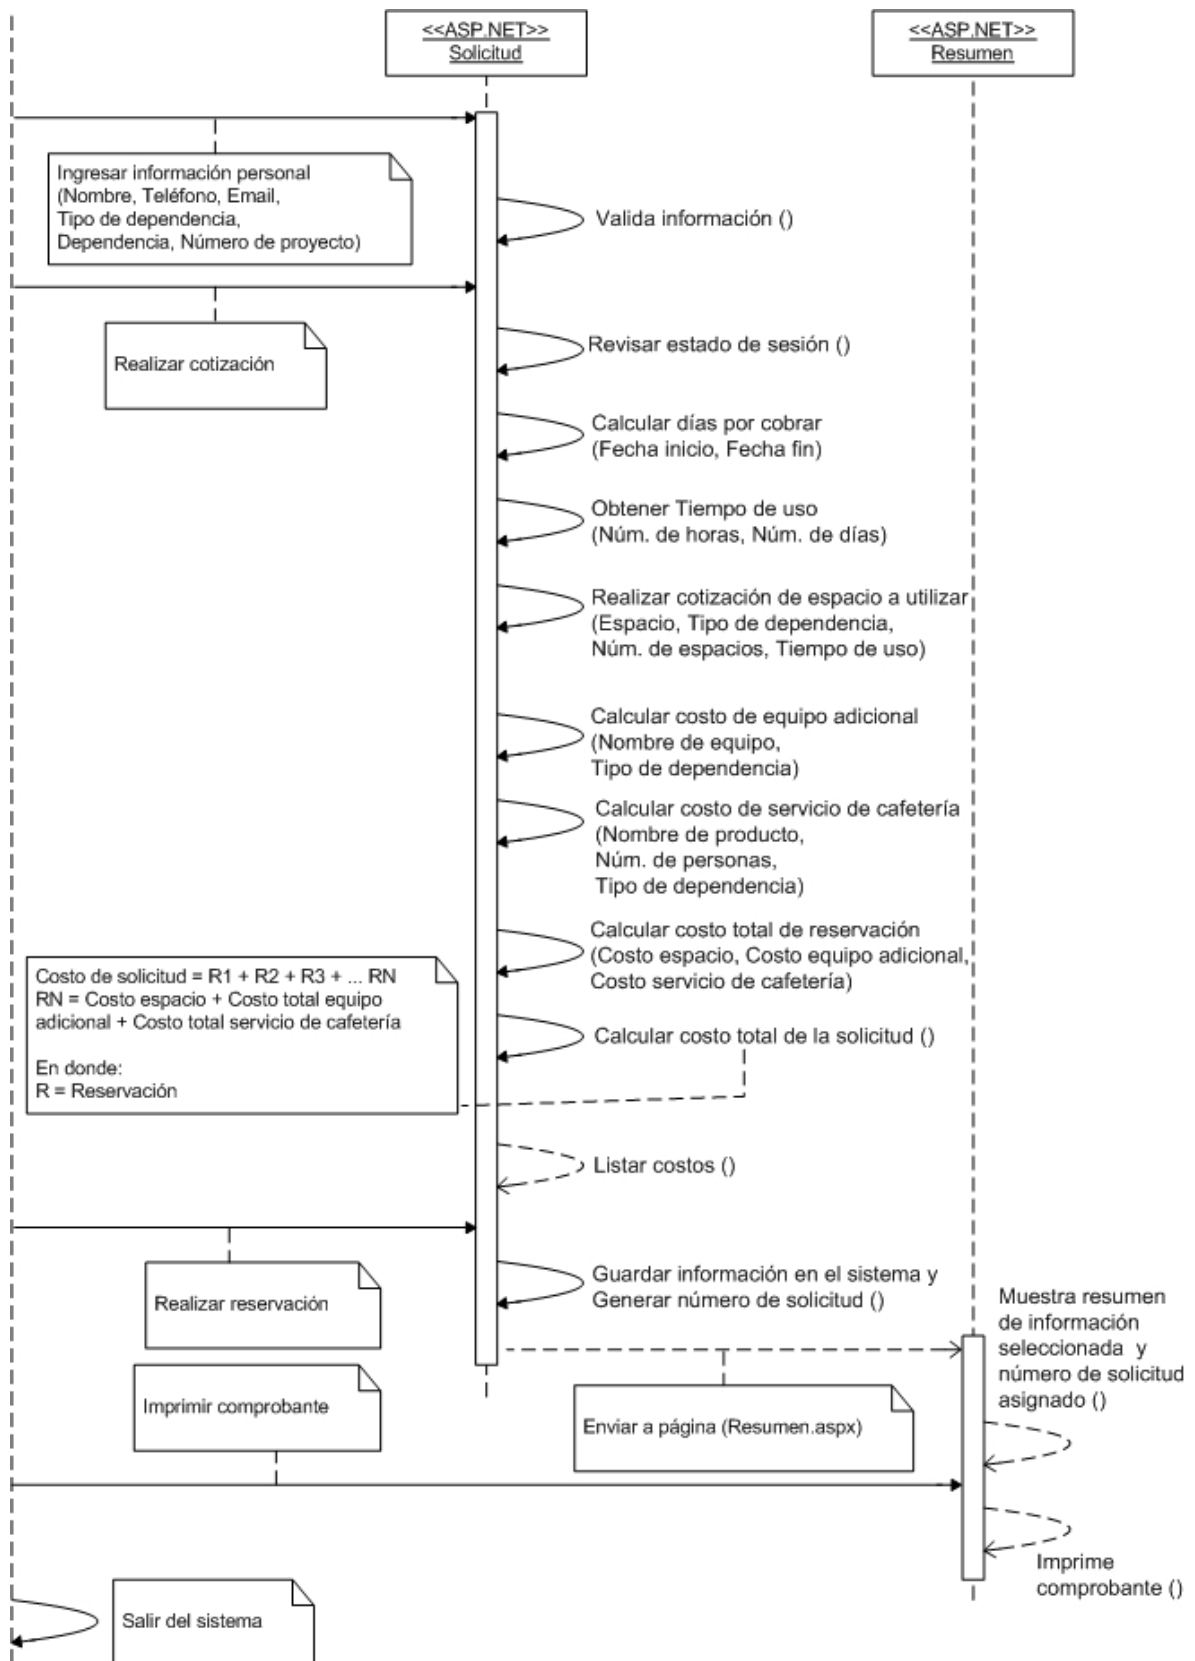 <<ASP.NET>>
Solicitud
<<ASP.NET>>
Resumen
Ingresar información personal
(Nombre, Teléfono, Email,
Tipo de dependencia,
Dependencia, Número de proyecto)
Valida información ()
Realizar cotización
Revisar estado de sesión ()
Calcular días por cobrar
(Fecha inicio, Fecha fin)
Obtener Tiempo de uso
(Núm. de horas, Núm. de días)
Realizar cotización de espacio a utilizar
(Espacio, Tipo de dependencia,
Núm. de espacios, Tiempo de uso)
Calcular costo de equipo adicional
(Nombre de equipo,
Tipo de dependencia)
Calcular costo de servicio de cafetería
(Nombre de producto,
Núm. de personas,
Tipo de dependencia)
Calcular costo total de reservación
(Costo espacio, Costo equipo adicional,
Costo servicio de cafetería)
Costo de solicitud = R1 + R2 + R3 + ... RN
RN = Costo espacio + Costo total equipo
adicional + Costo total servicio de cafetería
En donde:
R = Reservación
Calcular costo total de la solicitud ()
Listar costos ()
Realizar reservación
Guardar información en el sistema y
Generar número de solicitud ()
Muestra resumen
de información
seleccionada y
número de solicitud
asignado ()
Imprimir comprobante
Enviar a página (Resumen.aspx)
Imprime
comprobante ()
Salir del sistema